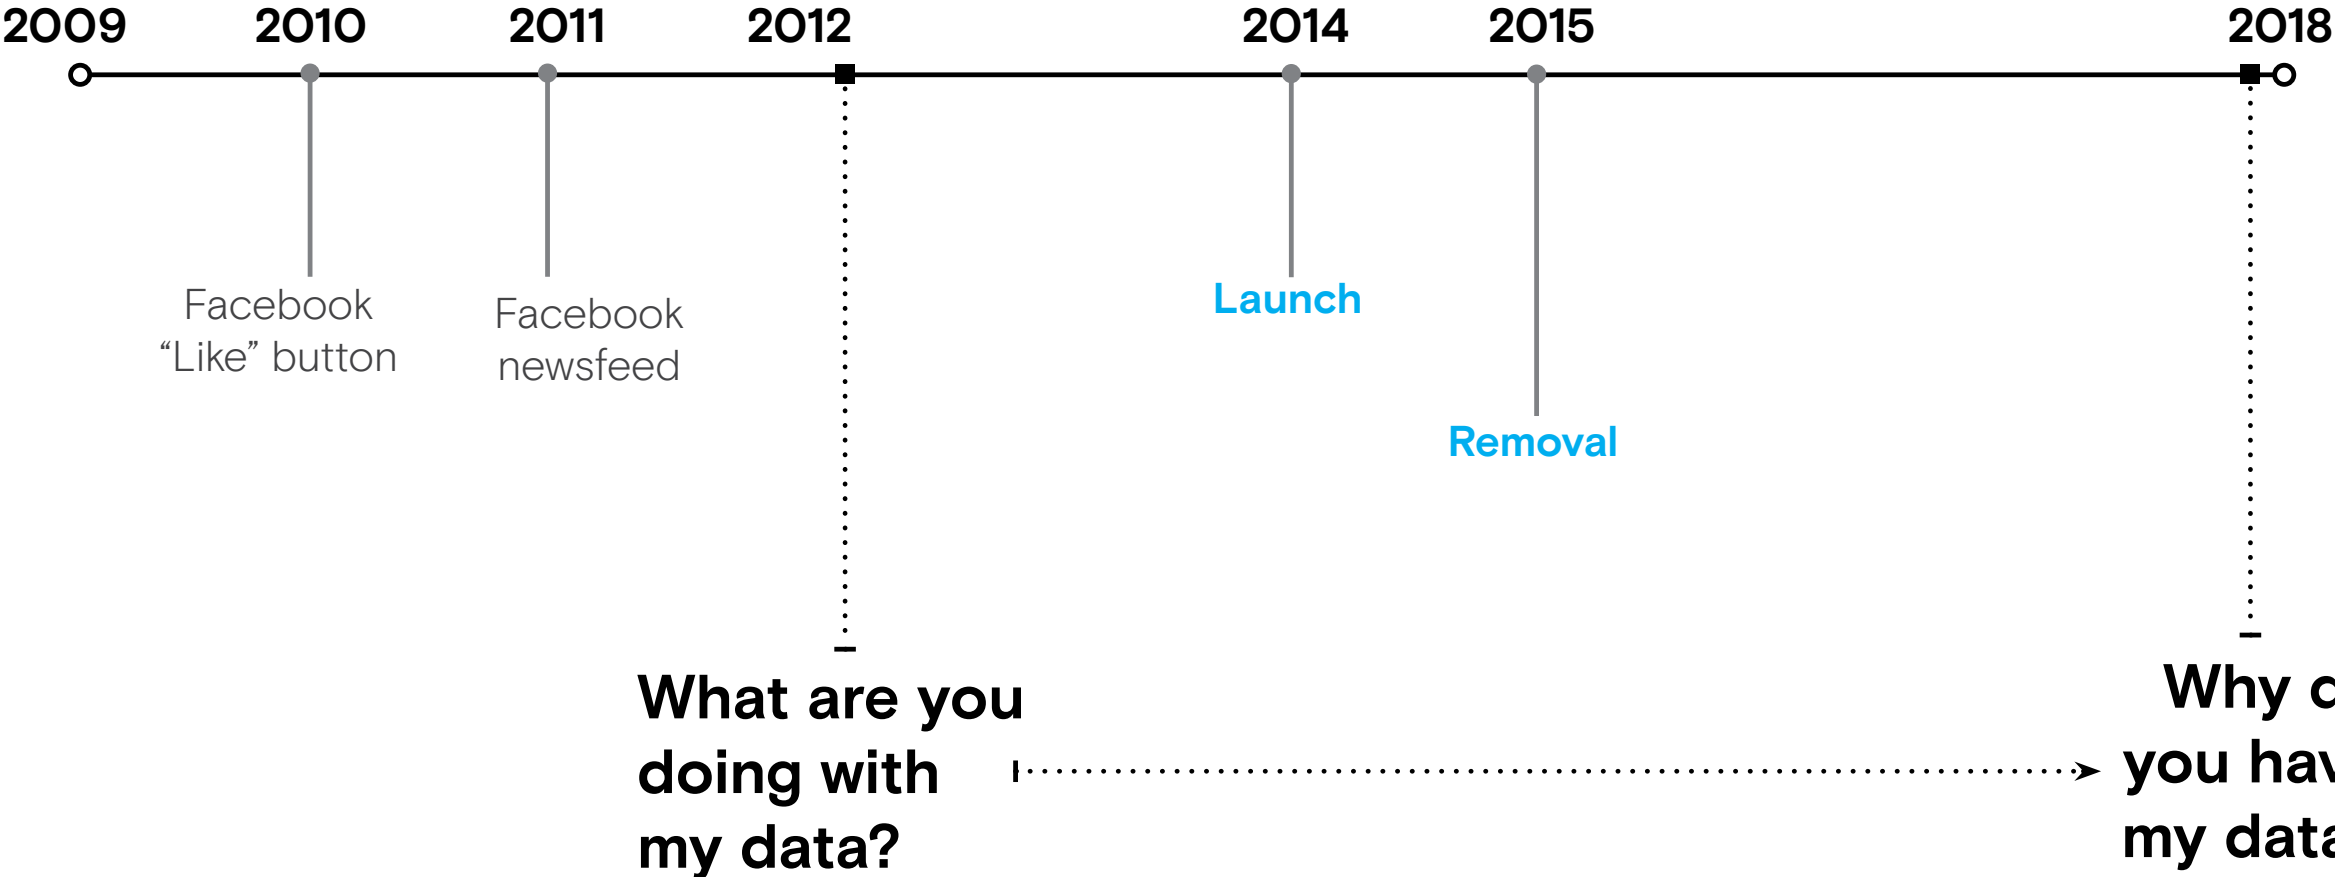 2009 2010 2011 2012 2014 2015 2018
Facebook
“Like” button
Facebook
newsfeed
Launch
Removal
What are you
doing with
my data?
Why
you
my